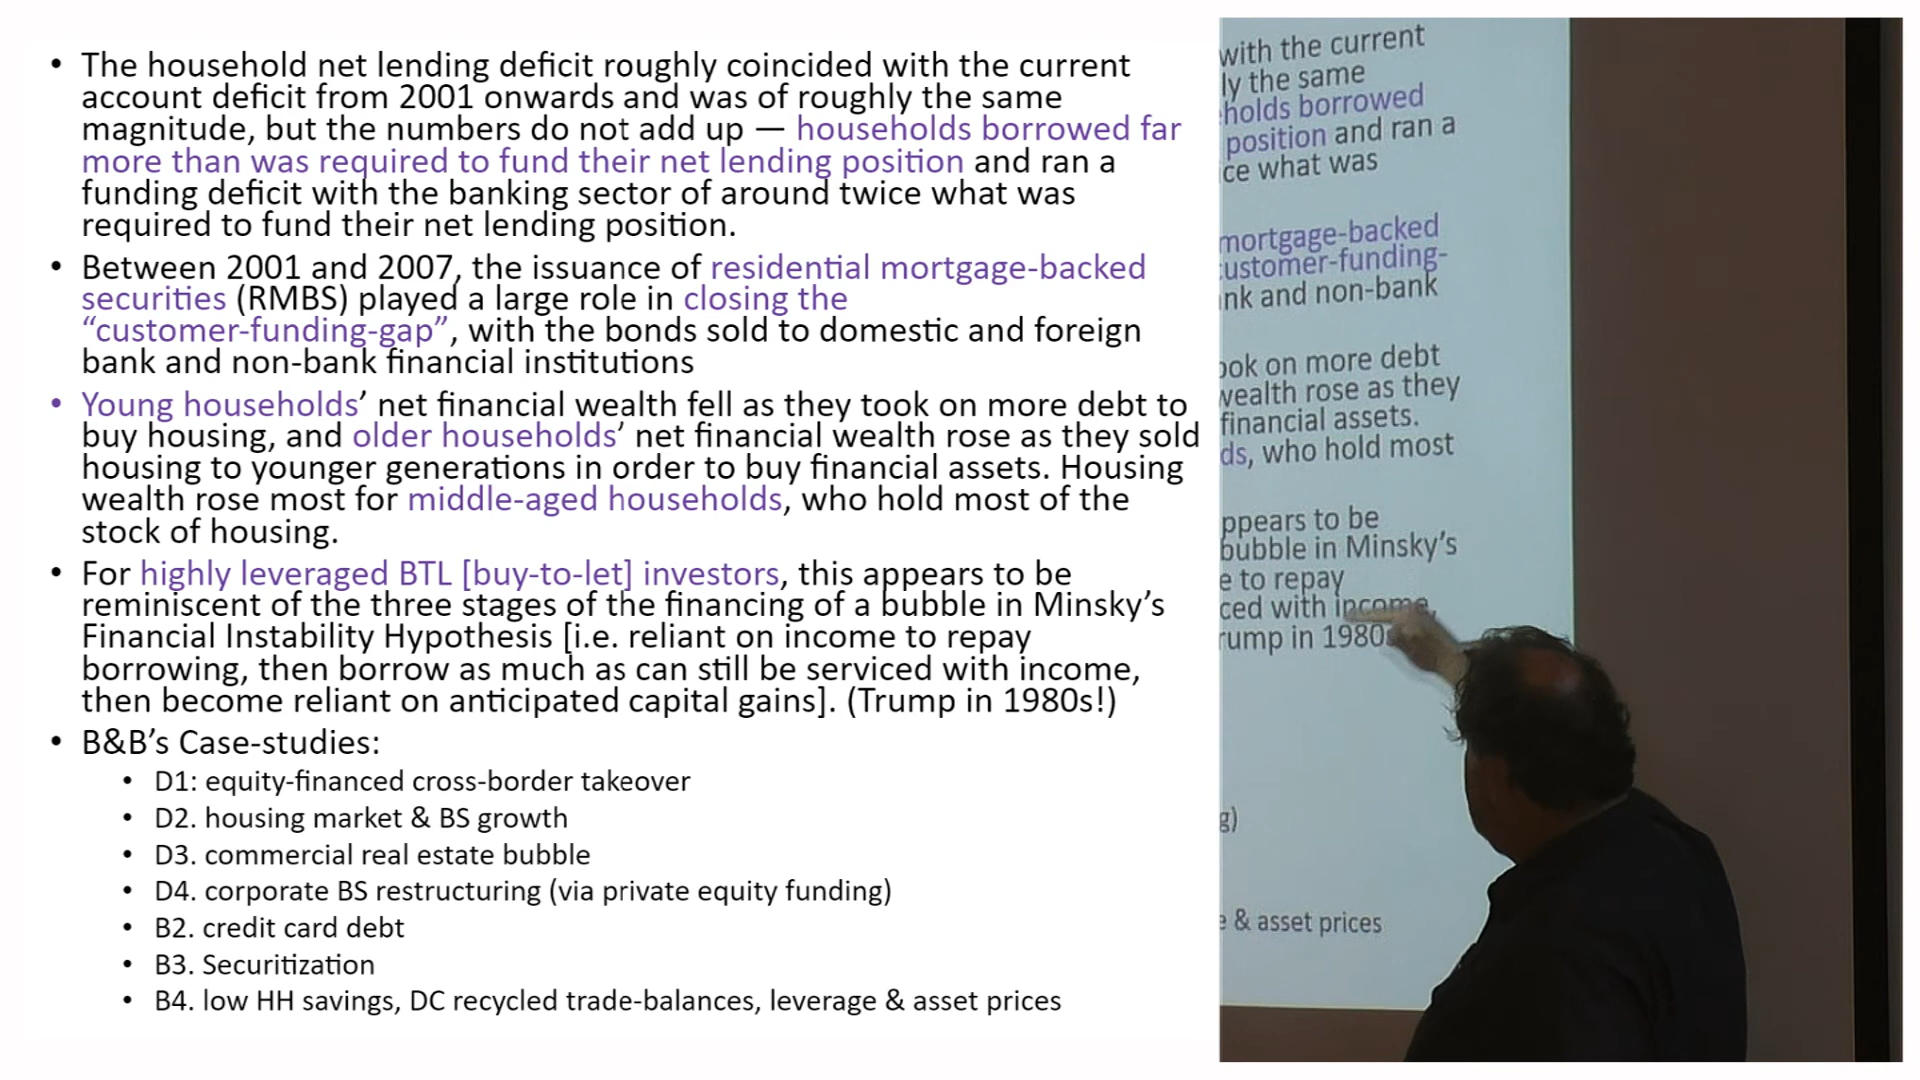 • The household net lending deficit roughly coincided with the current
account deficit from 2001 onwards and was of roughly the same
magnitude, but the numbers do not add up — households borrowed far
more than was required to fund their net lending position and ran a
funding deficit with the banking sector of around twice what was
required to fund their net lending position.
• Between 2001 and 2007, the issuance of residential mortgage-backed
securities (RMBS) played a large role in closing the
“customer-funding-gap”, with the bonds sold to domestic and foreign
bank and non-bank financial institutions
• Young households’ net financial wealth fell as they took on more debt to
buy housing, and older households’ net financial wealth rose as they sold
housing to younger generations in order to buy financial assets. Housing
wealth rose most for middle-aged households, who hold most of the
stock of housing.
• For highly leveraged BTL [buy-to-let] investors, this appears to be
reminiscent of the three stages of the financing of a bubble in Minsky’s
Financial Instability Hypothesis [i.e. reliant on income to repay
borrowing, then borrow as much as can still be serviced with income,
then become reliant on anticipated capital gains]. (Trump in 1980s!)
• B&B’s Case-studies:
• D1: equity-financed cross-border takeover
• D2. housing market & BS growth
• D3. commercial real estate bubble
• D4. corporate BS restructuring (via private equity funding)
• B2. credit card debt
• B3. Securitization
• B4. low HH savings, DC recycled trade-balances, leverage & asset prices
with the current
ly the same
holds borrowed
position and ran a
ce what was
mortgage-backed
ustomer-funding-
nk and non-bank
ook on more debt
wealth rose as they
financial assets.
ds, who hold most
ppears to be
bubble in Minsky’s
e to repay
ced with income,
rump in 1980s
g)
e & asset prices